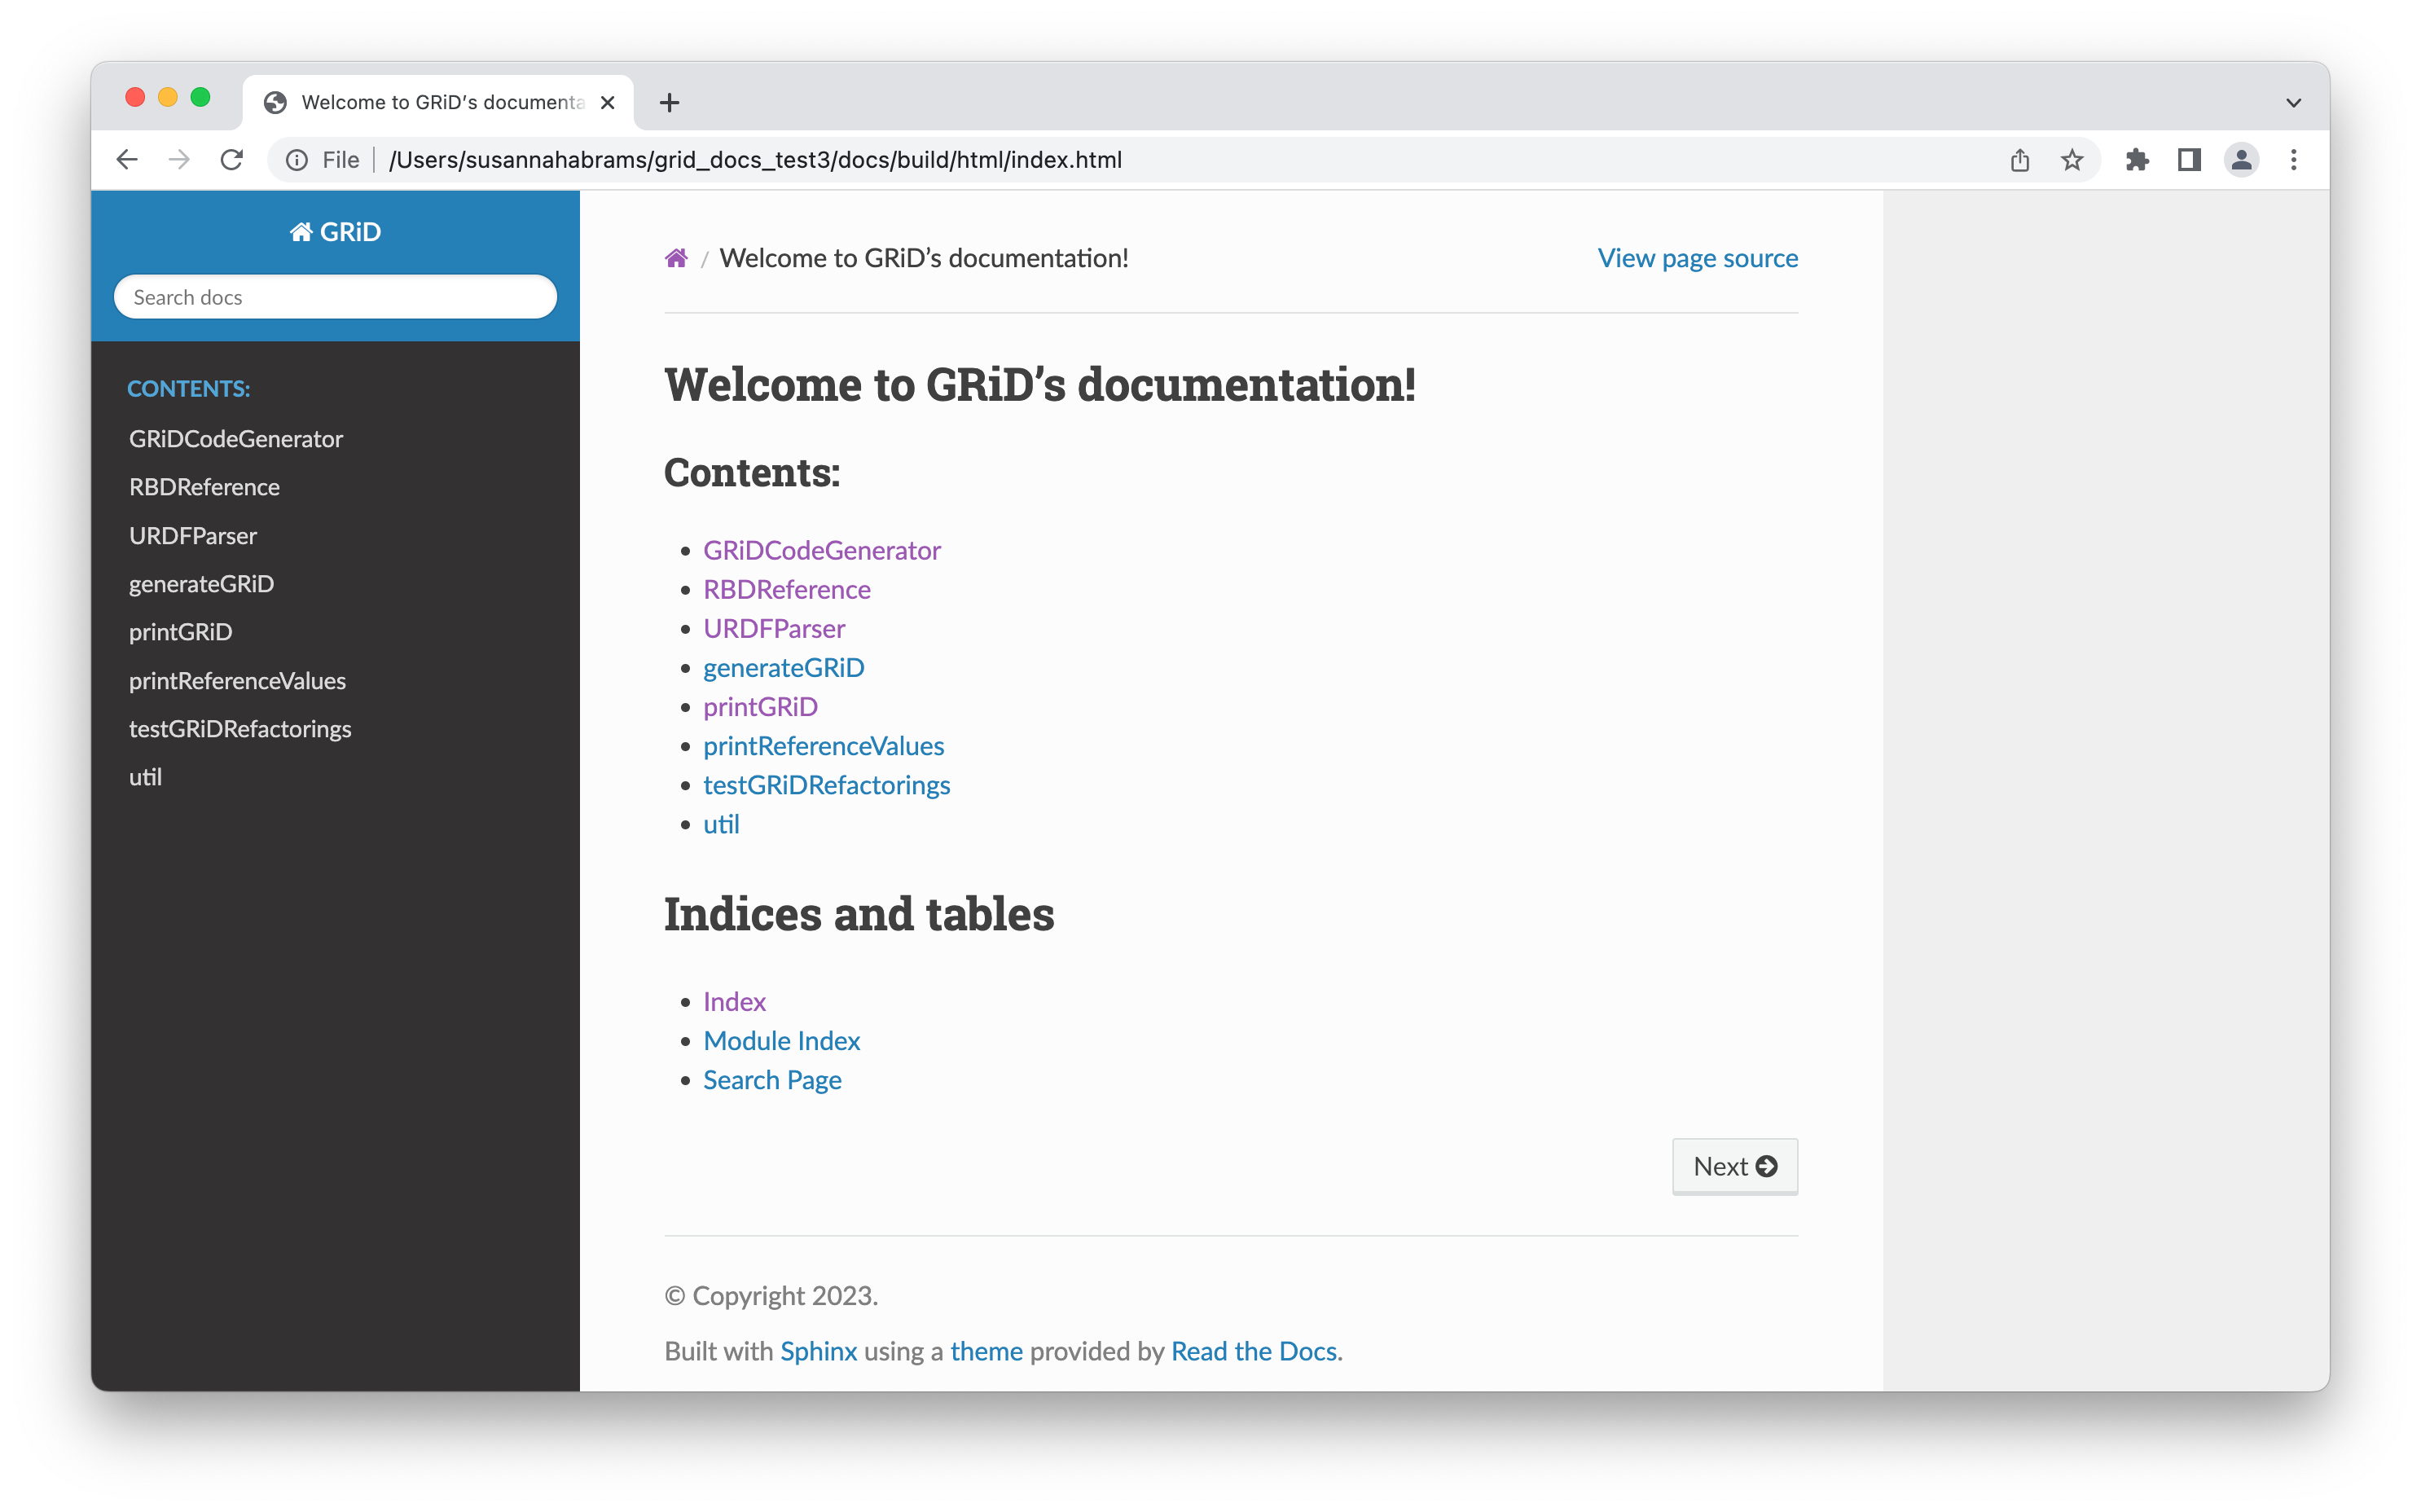 Welcome to GRiD's documenta
File /Users/susannahabrams/grid_docs_test3/docs/build/html/index.html
GRiD
Search docs
CONTENTS:
GRiDCodeGenerator
RBDReference
URDFParser
generateGRiD
printGRiD
printReferenceValues
testGRiDRefactorings
util
/ Welcome to GRiD's documentation!
View page source
Welcome to GRiD's documentation!
Contents:
• GRiDCodeGenerator
• RBDReference
• URDFParser
• generateGRiD
• printGRiD
• printReferenceValues
• testGRiDRefactorings
• util
Indices and tables
• Index
• Module Index
• Search Page
Next
© Copyright 2023.
Built with Sphinx using a theme provided by Read the Docs.